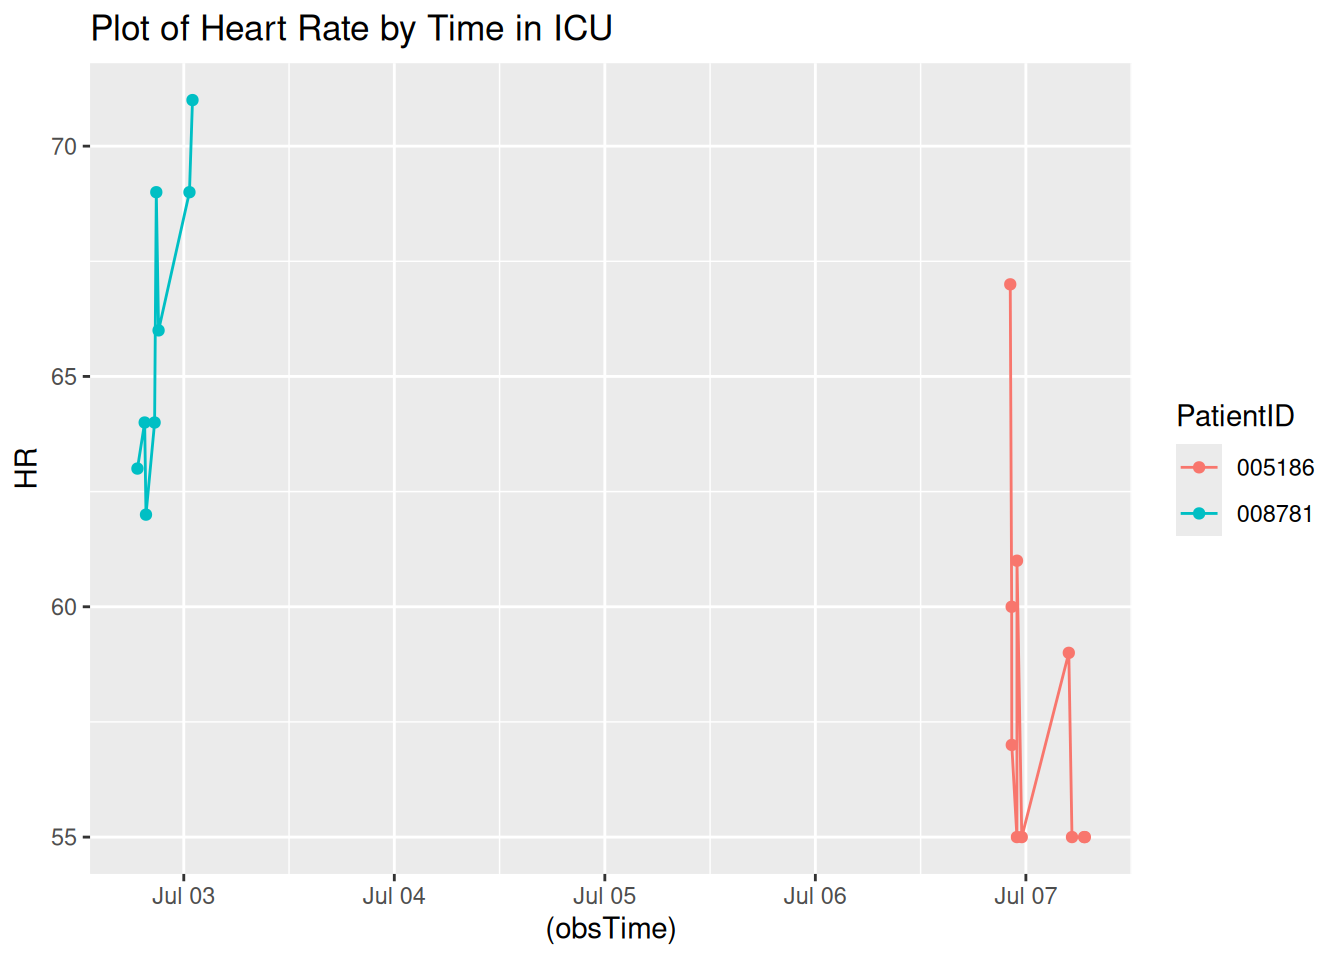 Plot of Heart Rate by Time in ICU
70
65
60
55
HR
Jul 03
Jul 04
Jul 05
Jul 06
Jul 07
(obsTime)
PatientID
005186
008781